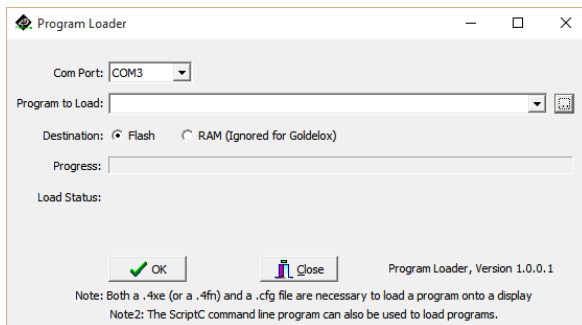 Program Loader
Com Port: COM3
Program to Load:
Destination: Flash RAM (Ignored for Goldelox)
Progress:
Load Status:
OK Close Program Loader, Version 1.0.0.1
Note: Both a .4xe (or a .4fn) and a .cfg file are necessary to load a program onto a display
Note2: The ScriptC command line program can also be used to load programs.